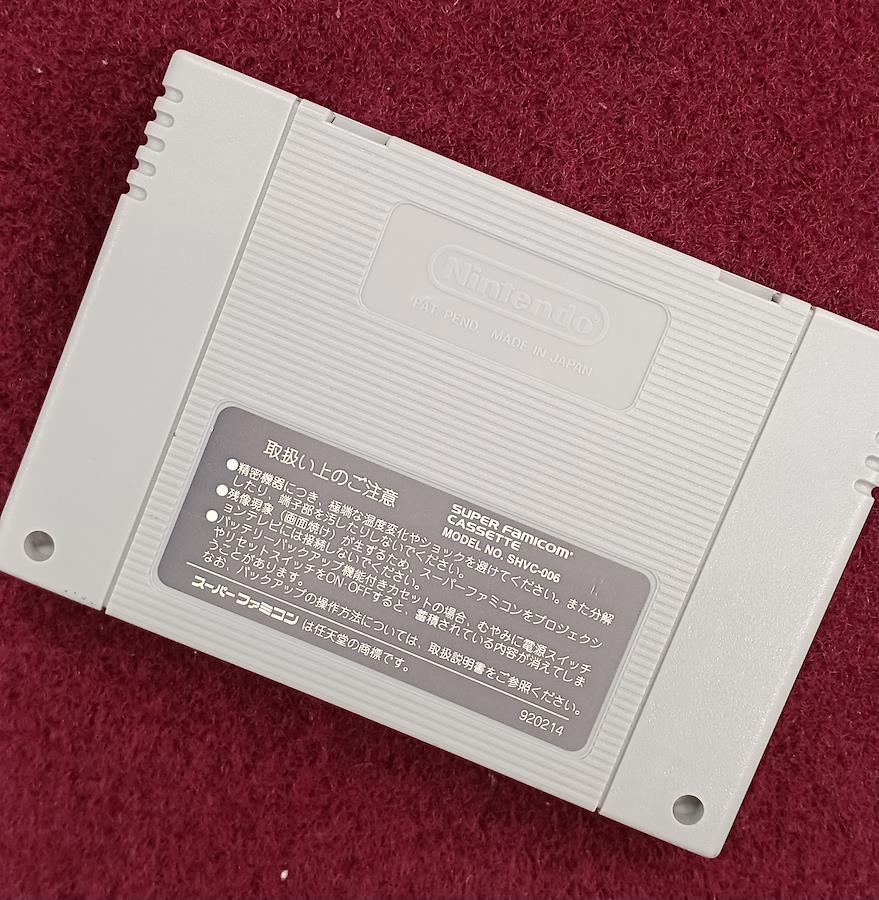 Nintendo
PAT PEND. MADE IN JAPAN
取扱い上のご注意
SUPER FAMICOM
CASSETTE
MODEL NO. SHVC-006
●精密機器につき、極端な温度変化やショックを避けてください。また分解
したり、端子部を汚したりしないでください。
●残像現象（画面焼け）が生ずるため、スーパーファミコンをプロジェクシ
ョンテレビには接続しないでください。
●バッテリーバックアップ機能付きカセットの場合、むやみに電源スイッチ
やリセットスイッチをON・OFFすると、蓄積されている内容が消えてしま
うことがあります。
なお、バックアップの操作方法については、取扱説明書をご参照ください。
スーパーファミコン は任天堂の商標です。
920214